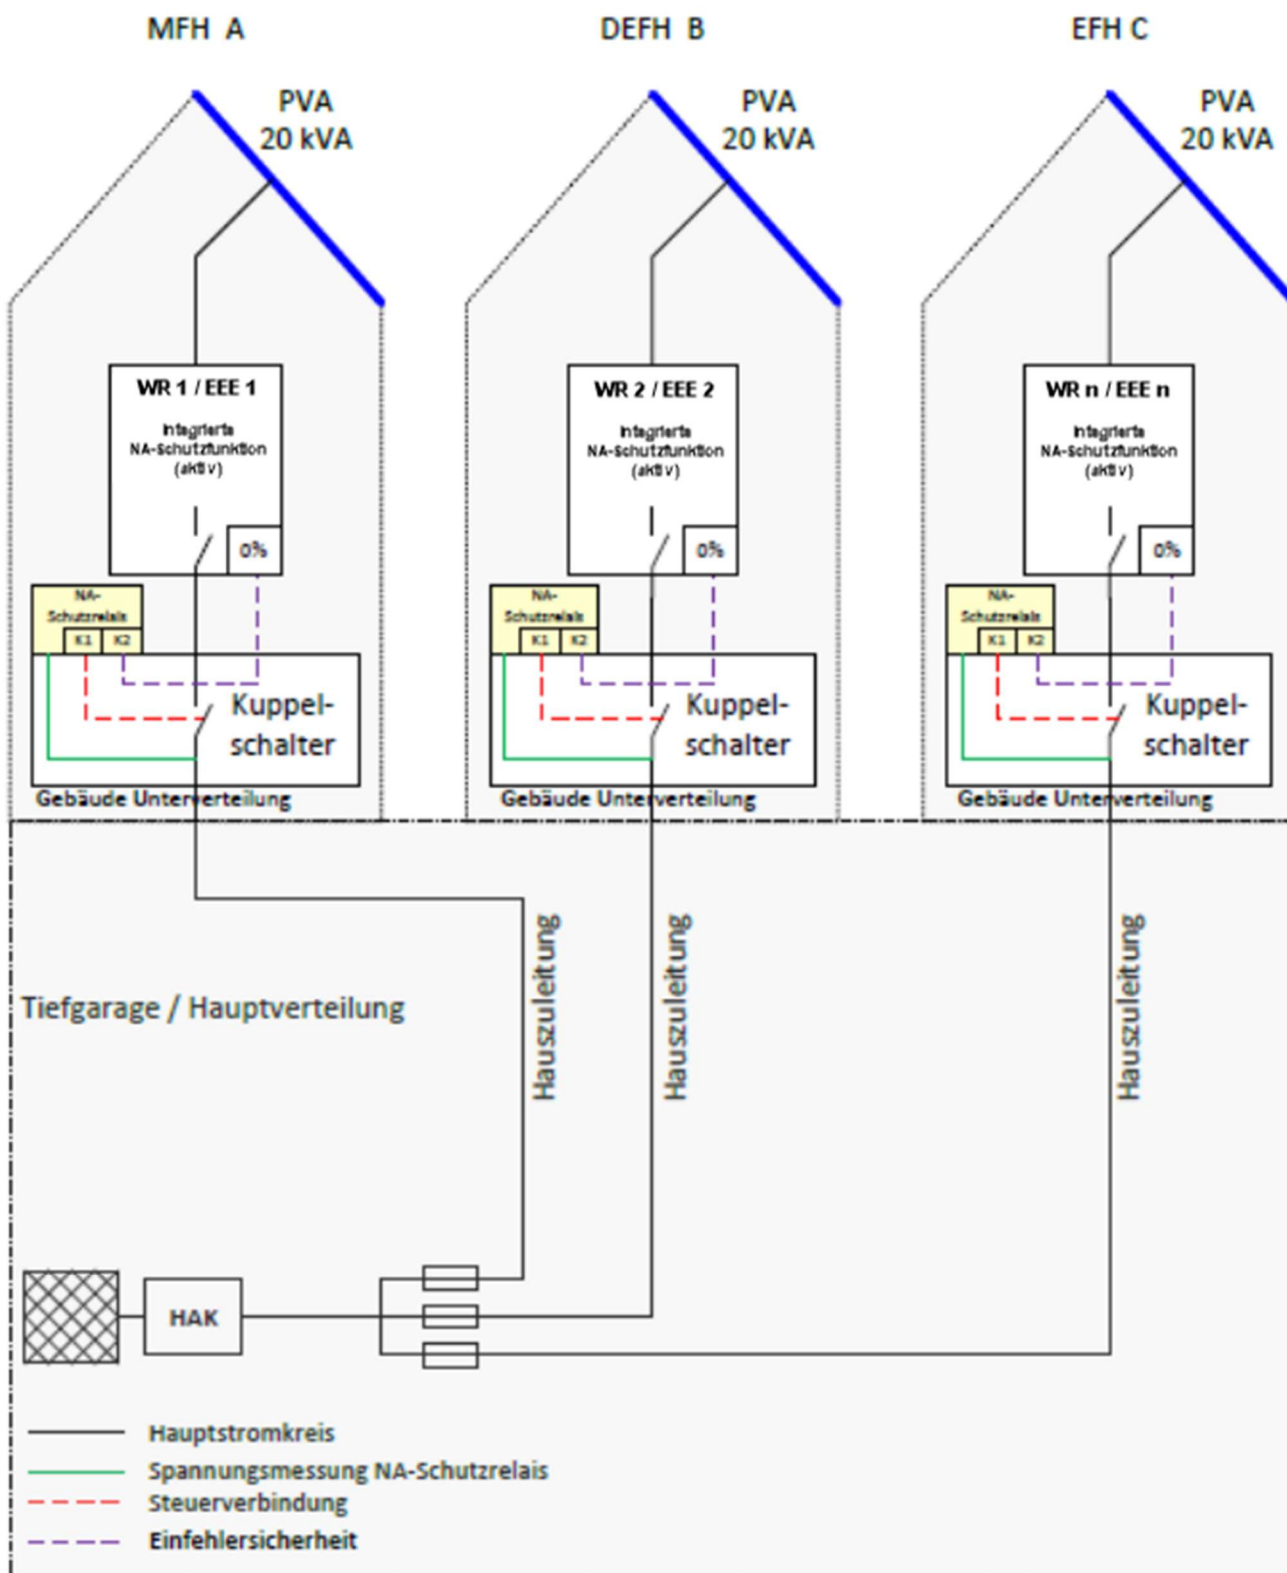 MFH A
DEFH B
EFH C
PVA
20 kVA
PVA
20 kVA
PVA
20 kVA
WR 1 / EEE 1
Integrierte
NA-Schutzfunktion
(aktiv)
0%
WR 2 / EEE 2
Integrierte
NA-Schutzfunktion
(aktiv)
0%
WR n / EEE n
Integrierte
NA-Schutzfunktion
(aktiv)
0%
NA-
Schutzrelais
K1 K2
Kuppel-
schalter
Gebäude Unterverteilung
NA-
Schutzrelais
K1 K2
Kuppel-
schalter
Gebäude Unterverteilung
NA-
Schutzrelais
K1 K2
Kuppel-
schalter
Gebäude Unterverteilung
Hauszuleitung
Hauszuleitung
Hauszuleitung
Tiefgarage / Hauptverteilung
HAK
Hauptstromkreis
Spannungsmessung NA-Schutzrelais
Steuerverbindung
Einfehlersicherheit